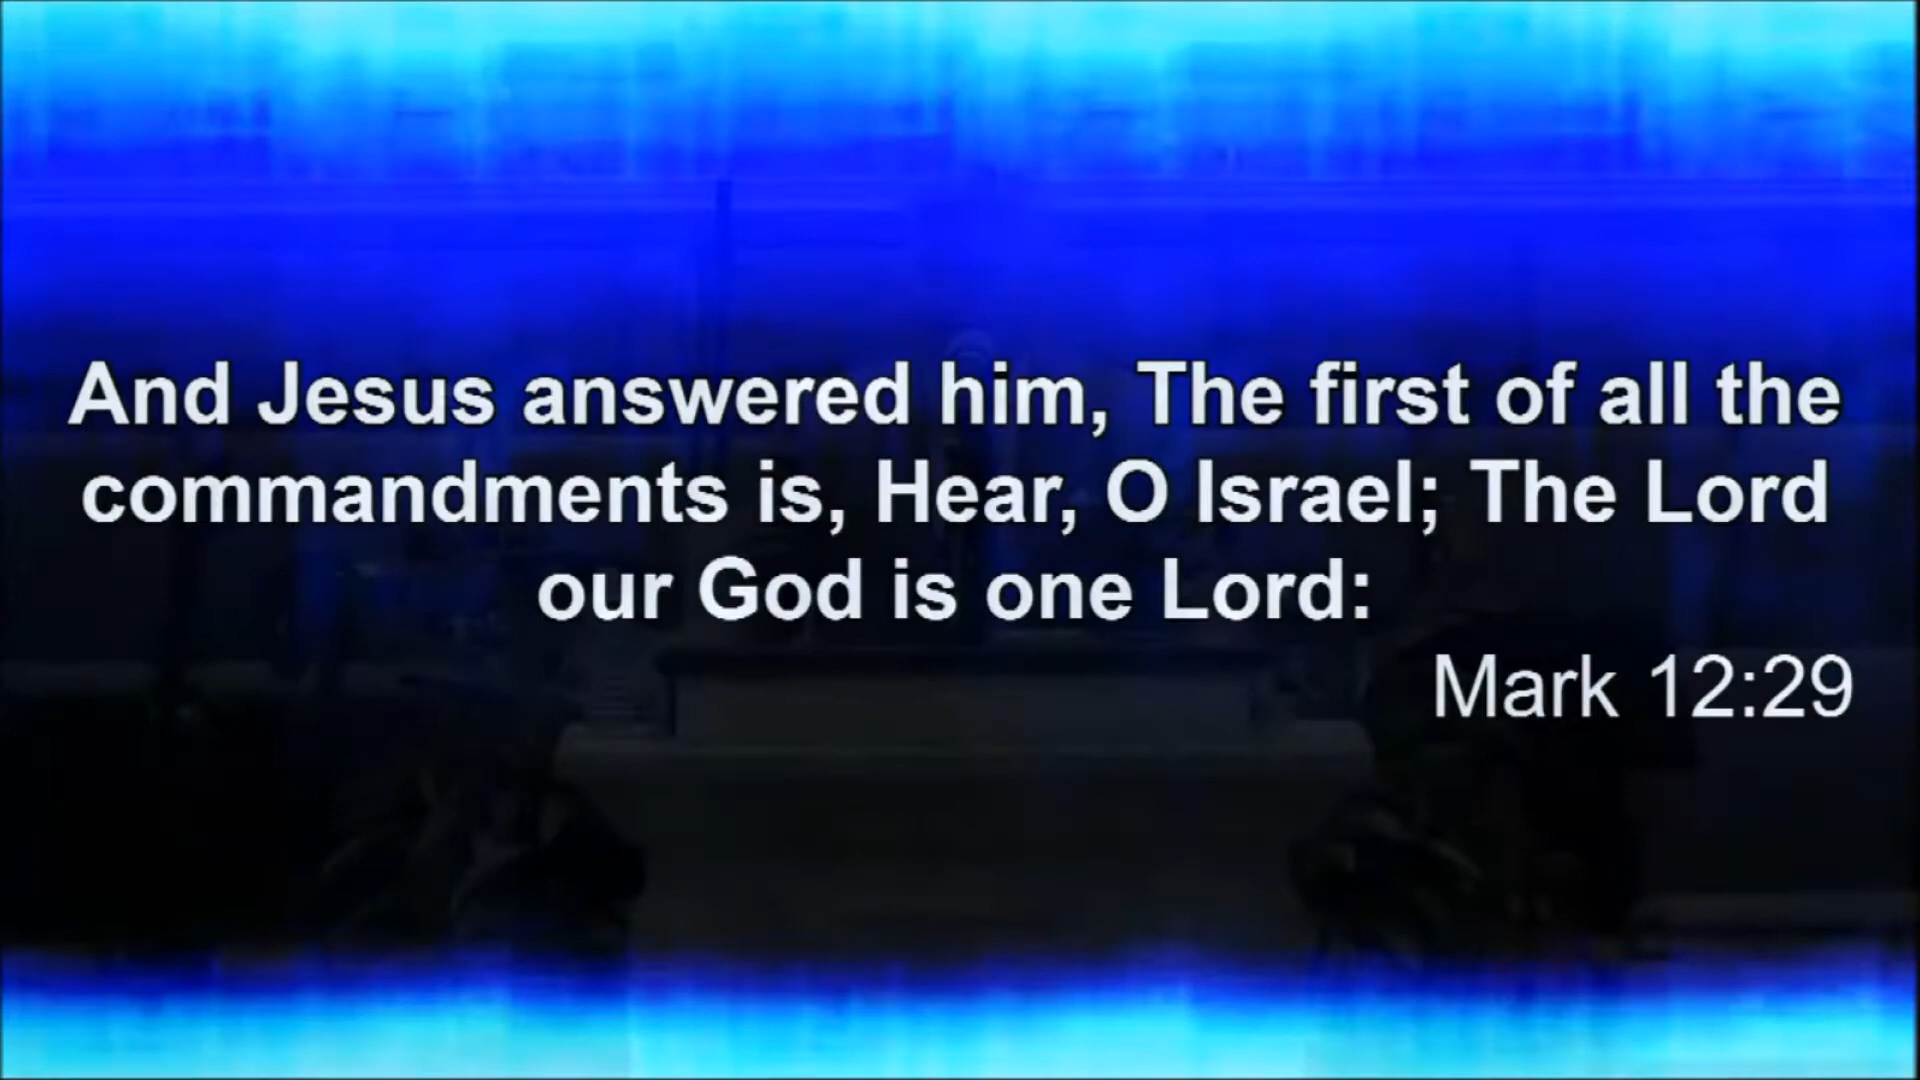 And Jesus answered him, The first of all the
commandments is, Hear, O Israel; The Lord
our God is one Lord:
Mark 12:29